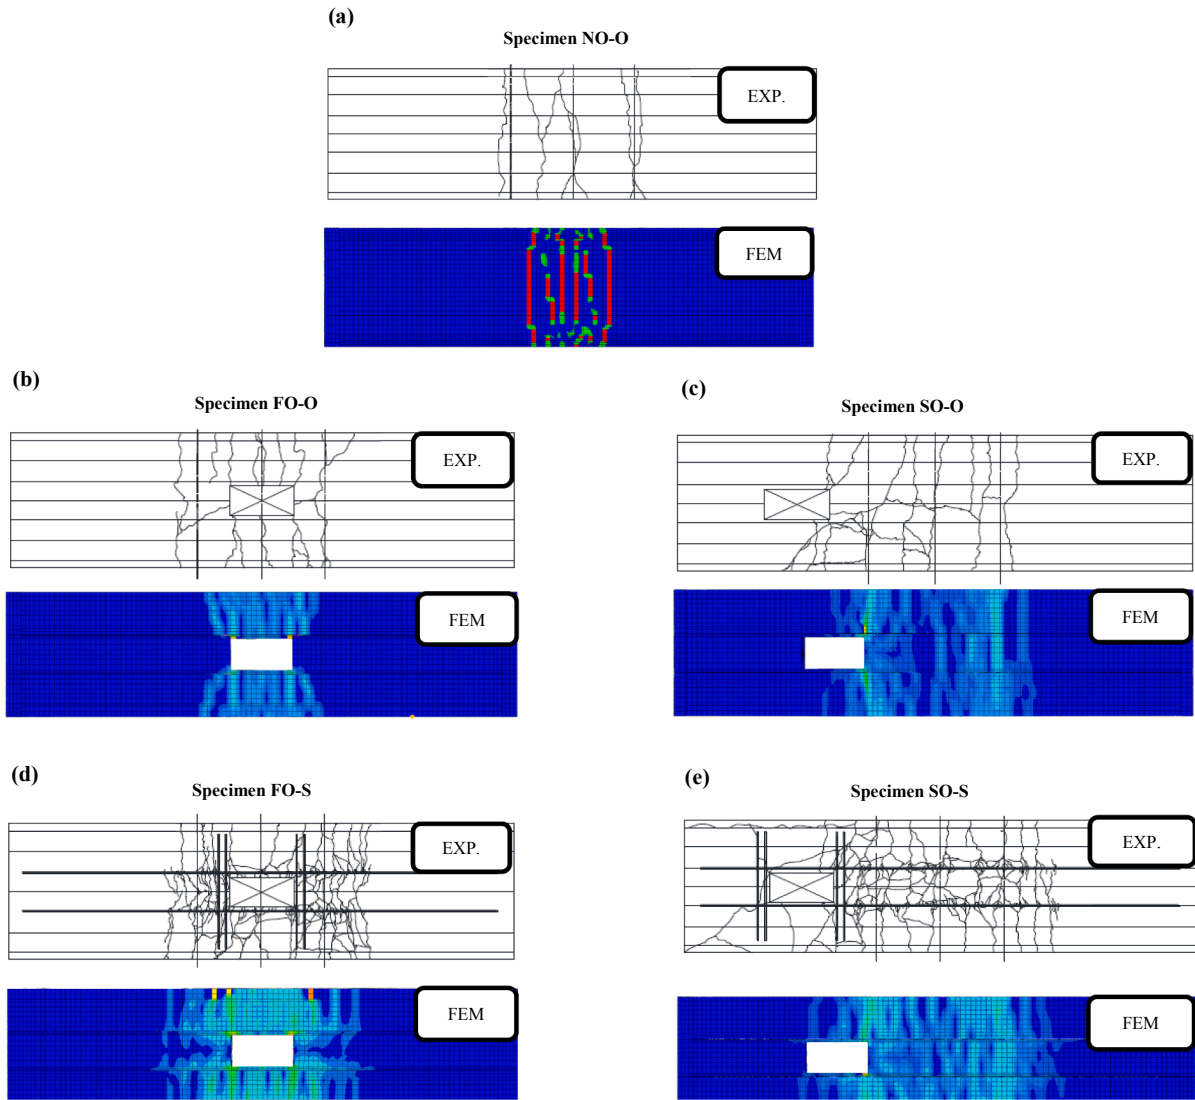 (a)
Specimen NO-O
EXP.
FEM
(b)
Specimen FO-O
EXP.
FEM
(c)
Specimen SO-O
EXP.
FEM
(d)
Specimen FO-S
EXP.
FEM
(e)
Specimen SO-S
EXP.
FEM